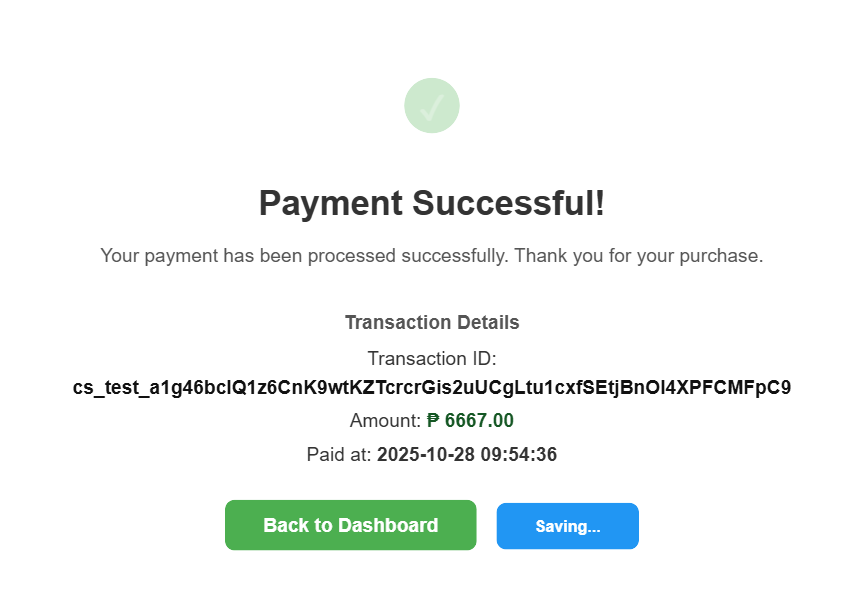 Payment Successful!
Your payment has been processed successfully. Thank you for your purchase.
Transaction Details
Transaction ID:
cs_test_a1g46bclQ1z6CnK9wtKZTcrcrGis2uUCgLtu1cxfSEtjBnOl4XPFCMFpC9
Amount: ₱ 6667.00
Paid at: 2025-10-28 09:54:36
Back to Dashboard
Saving...